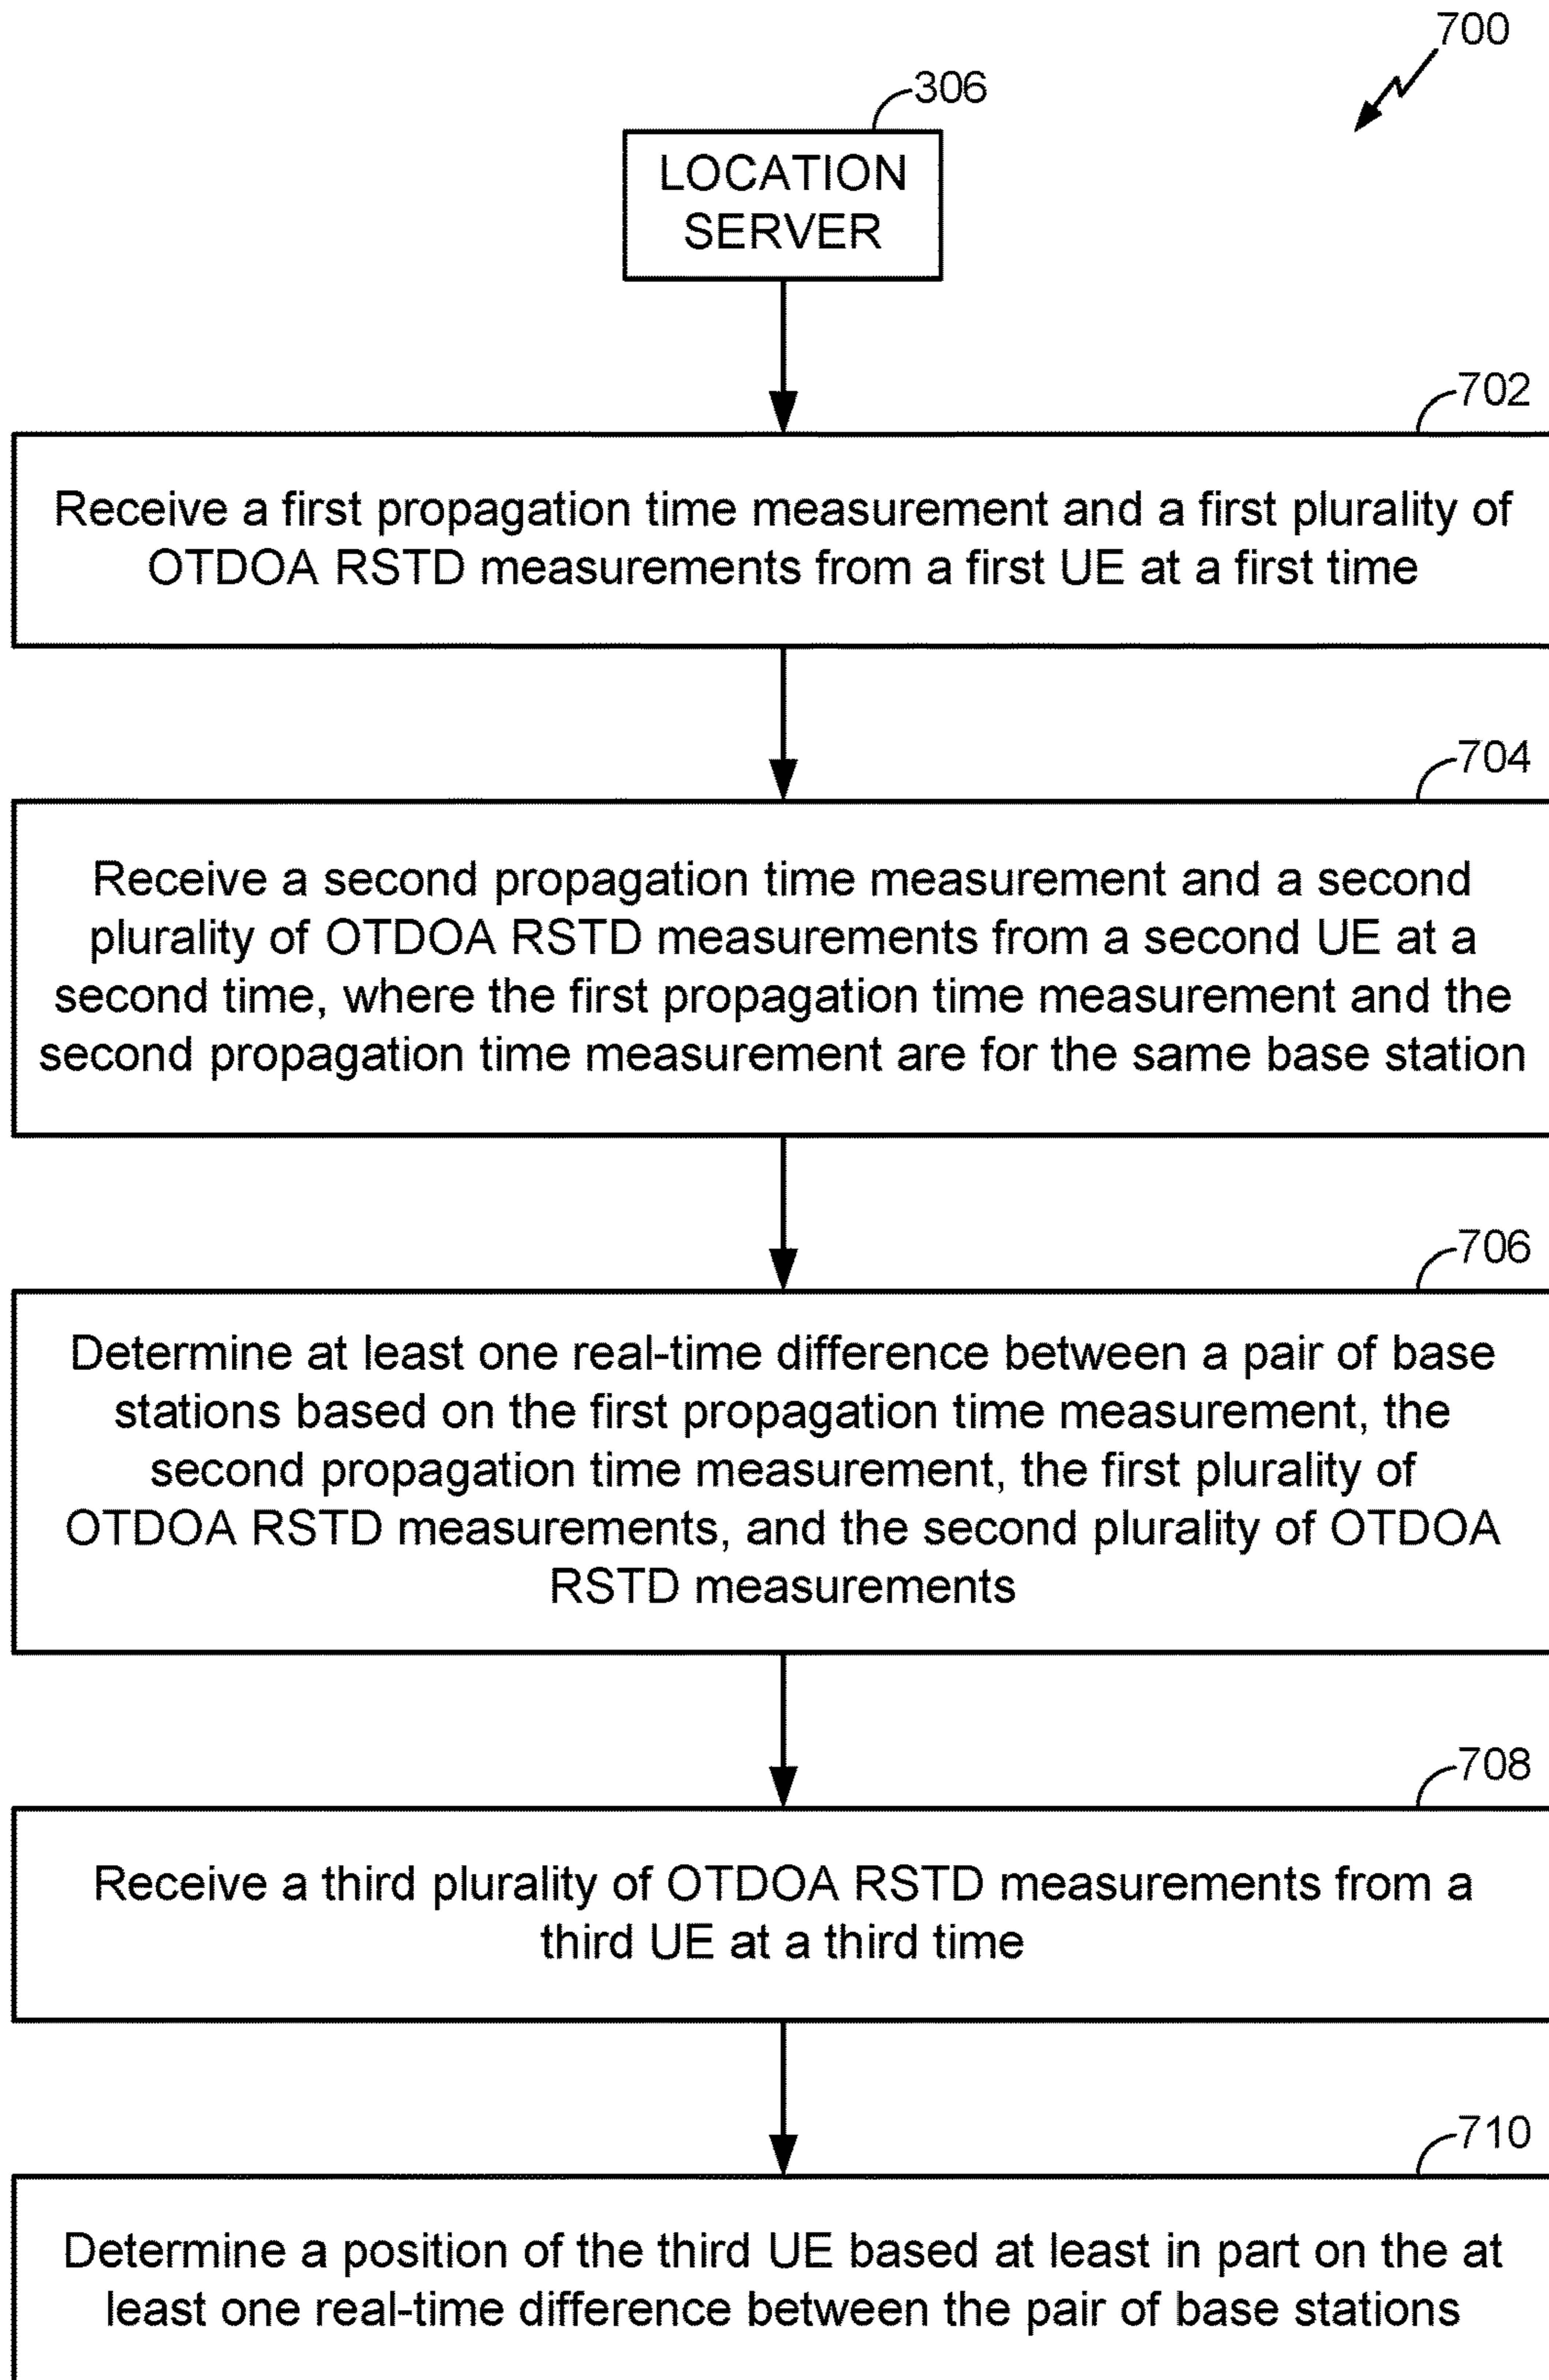 700
306
LOCATION
SERVER
702
Receive a first propagation time measurement and a first plurality of
OTDOA RSTD measurements from a first UE at a first time
704
Receive a second propagation time measurement and a second
plurality of OTDOA RSTD measurements from a second UE at a
second time, where the first propagation time measurement and the
second propagation time measurement are for the same base station
706
Determine at least one real-time difference between a pair of base
stations based on the first propagation time measurement, the
second propagation time measurement, the first plurality of
OTDOA RSTD measurements, and the second plurality of OTDOA
RSTD measurements
708
Receive a third plurality of OTDOA RSTD measurements from a
third UE at a third time
710
Determine a position of the third UE based at least in part on the at
least one real-time difference between the pair of base stations